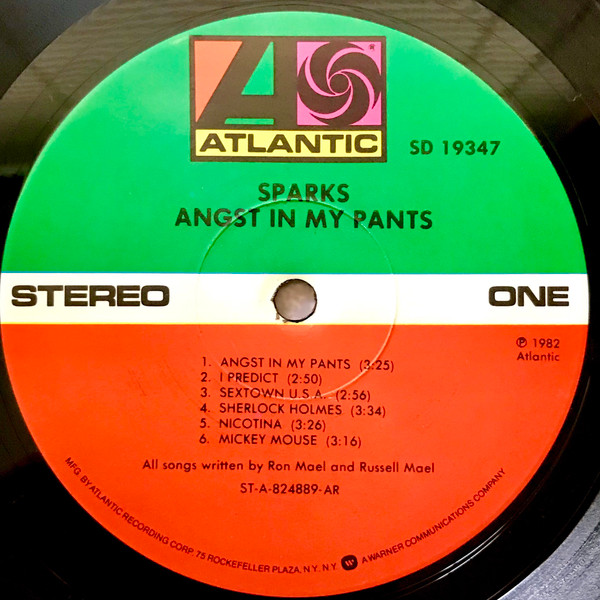 A
ATLANTIC
SD 19347
SPARKS
ANGST IN MY PANTS
STEREO
ONE
℗ 1982
Atlantic
1. ANGST IN MY PANTS (3:25)
2. I PREDICT (2:50)
3. SEXTOWN U.S.A. (2:56)
4. SHERLOCK HOLMES (3:34)
5. NICOTINA (3:26)
6. MICKEY MOUSE (3:16)
All songs written by Ron Mael and Russell Mael
ST-A-824889-AR
MFG. BY ATLANTIC RECORDING CORP. 75 ROCKEFELLER PLAZA, N.Y. N.Y. W A WARNER COMMUNICATIONS COMPANY